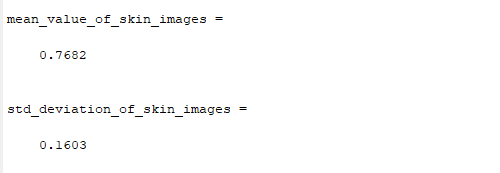 mean_value_of_skin_images =
0.7682
std_deviation_of_skin_images =
0.1603